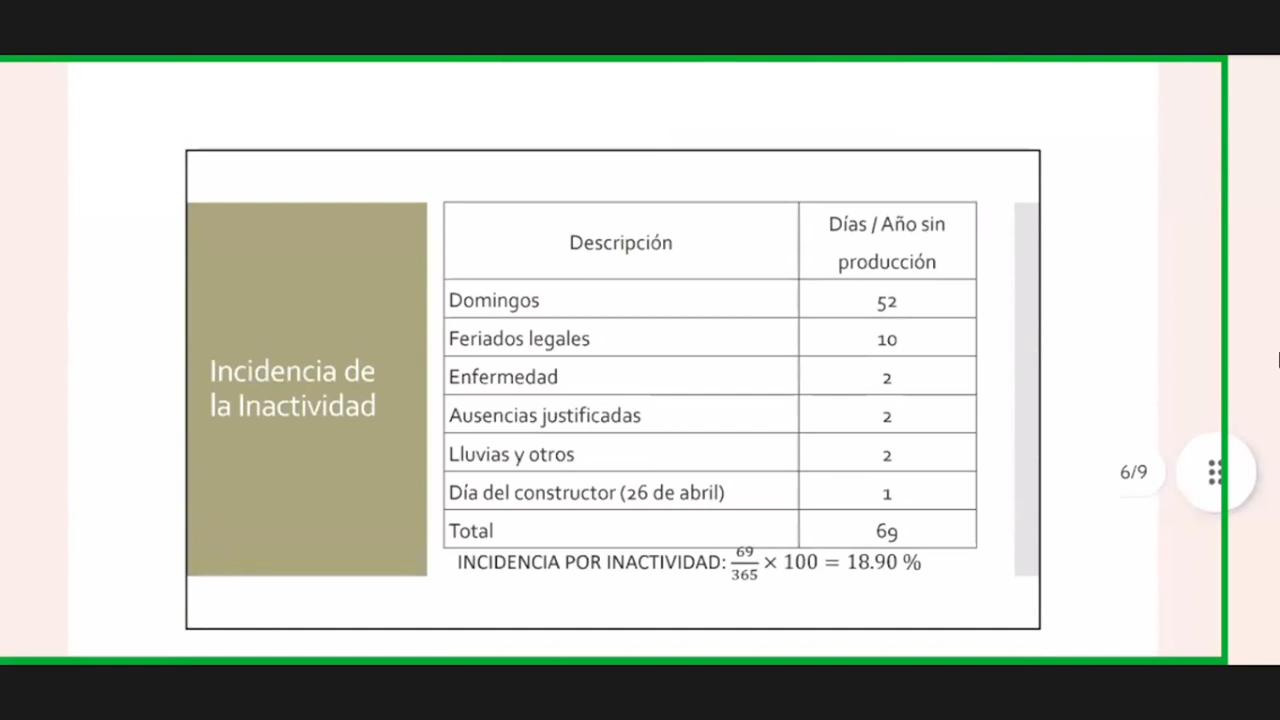 Incidencia de
la Inactividad
Descripción
Días / Año sin
producción
Domingos 52
Feriados legales 10
Enfermedad 2
Ausencias justificadas 2
Lluvias y otros 2
Día del constructor (26 de abril) 1
Total 69
INCIDENCIA POR INACTIVIDAD: 69/365 × 100 = 18.90 %
6/9